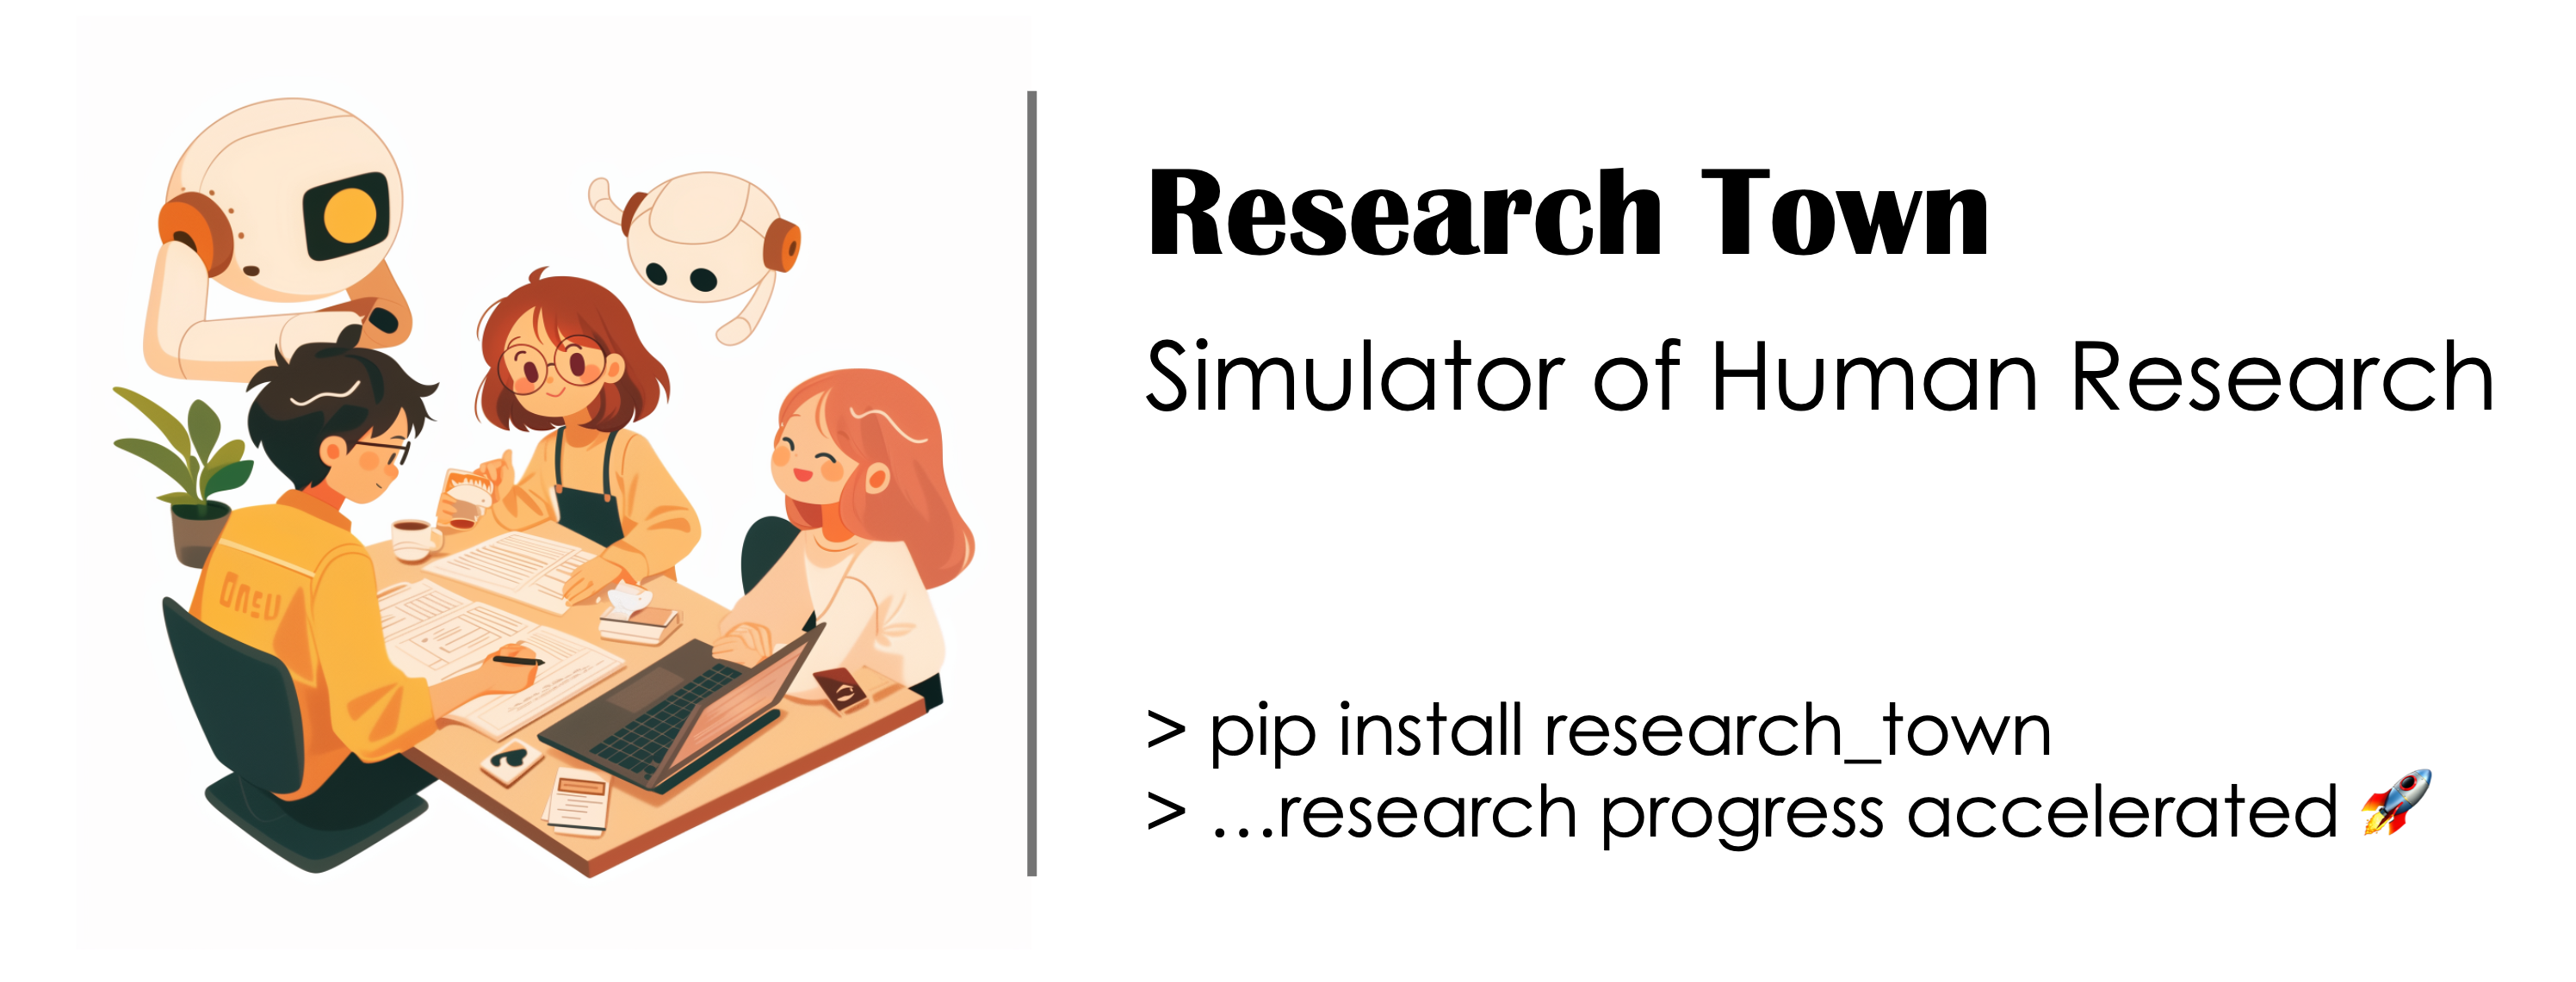 Research Town
Simulator of Human Research
> pip install research_town
> ...research progress accelerated 🚀